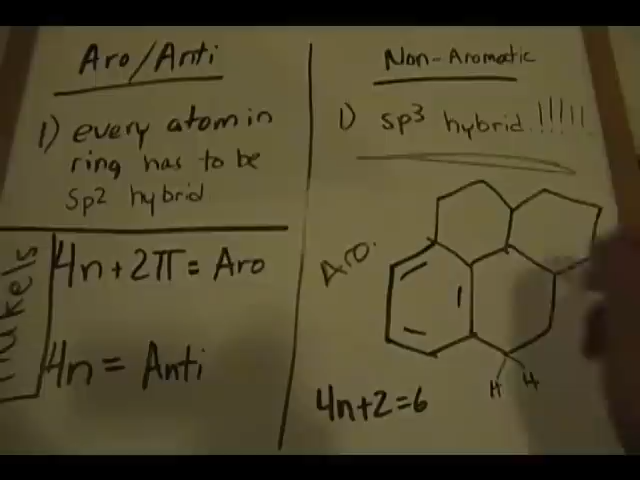 Aro/Anti
1) every atom in
ring has to be
sp2 hybrid
4n+2π = Aro
4n = Anti
Non-Aromatic
1) sp3 hybrid!!!!!
Aro.
H H
4n+2=6